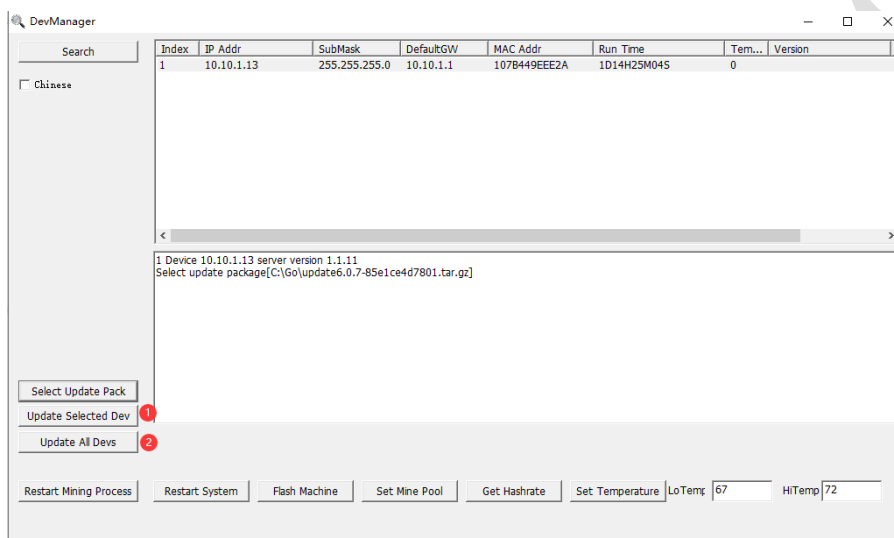 DevManager
Search
Chinese
Index IP Addr SubMask DefaultGW MAC Addr Run Time Tem... Version
1 10.10.1.13 255.255.255.0 10.10.1.1 107B449EEE2A 1D14H25M04S 0
1 Device 10.10.1.13 server version 1.1.11
Select update package[C:\Go\update6.0.7-85e1ce4d7801.tar.gz]
Select Update Pack
Update Selected Dev 1
Update All Devs 2
Restart Mining Process Restart System Flash Machine Set Mine Pool Get Hashrate Set Temperature LoTemp 67 HiTemp 72